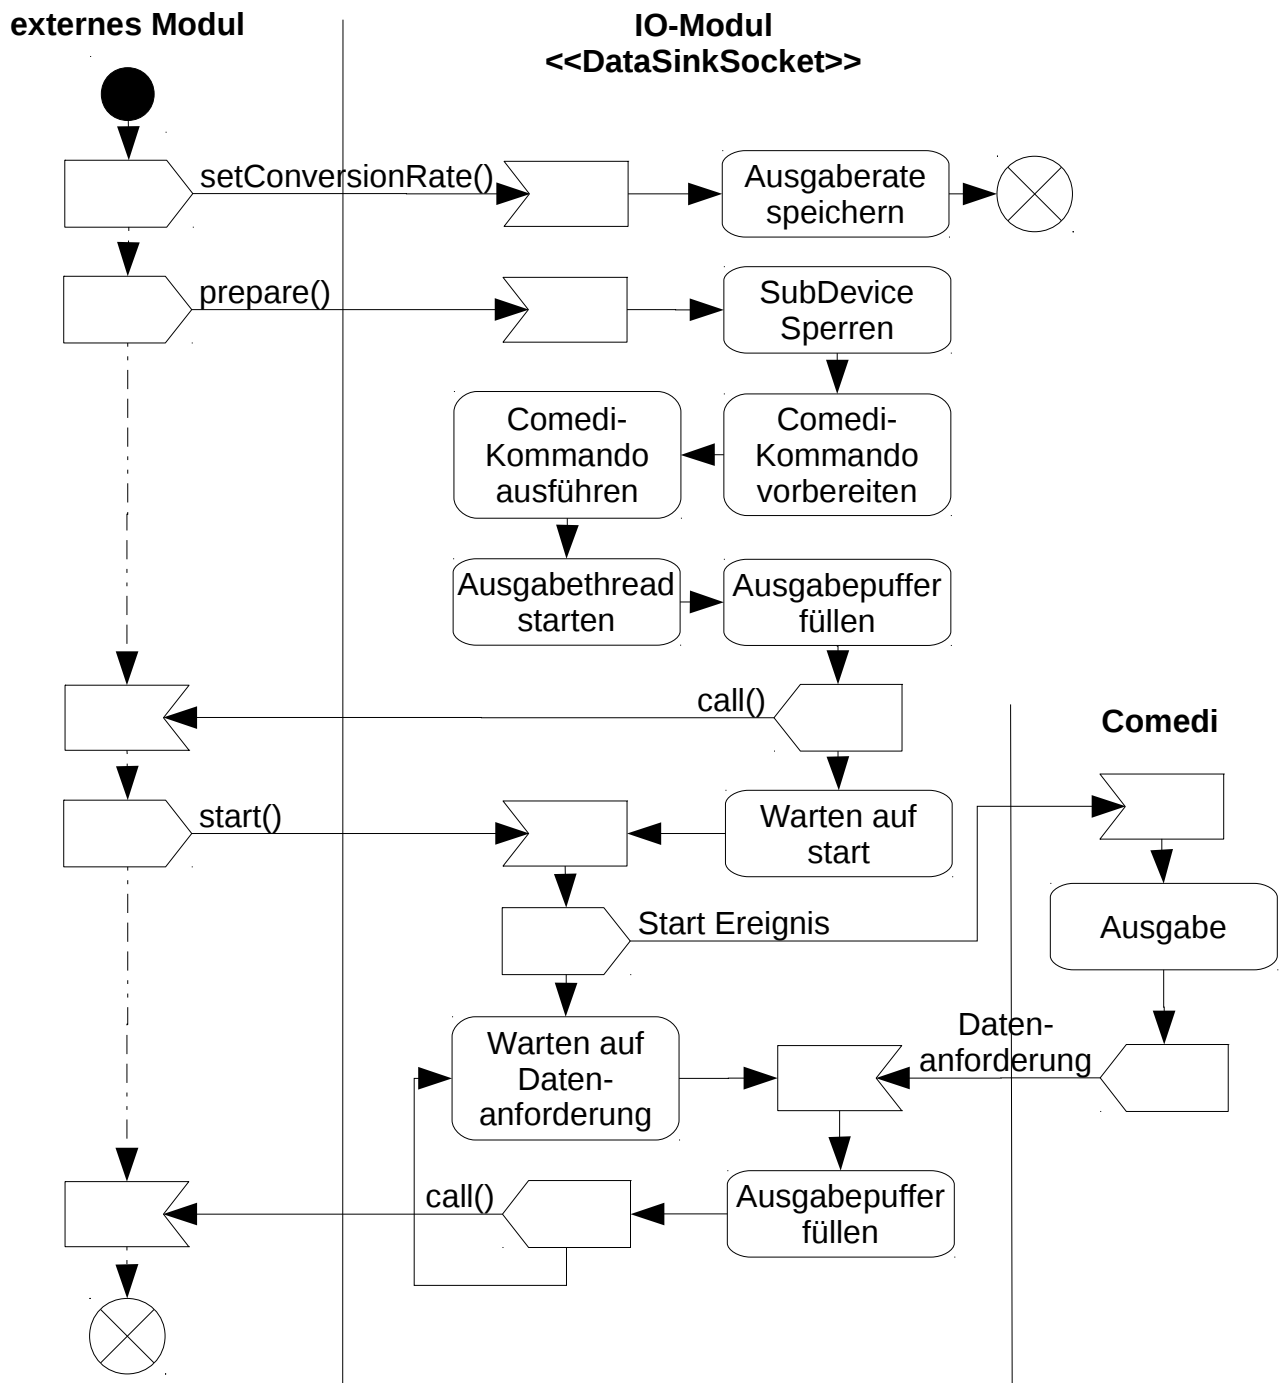 externes Modul
IO-Modul
<<DataSinkSocket>>
setConversionRate()
Ausgaberate
speichern
prepare()
SubDevice
Sperren
Comedi-
Kommando
ausführen
Comedi-
Kommando
vorbereiten
Ausgabethread
starten
Ausgabepuffer
füllen
call()
Comedi
start()
Warten auf
start
Start Ereignis
Ausgabe
Warten auf
Daten-
anforderung
Daten-
anforderung
call()
Ausgabepuffer
füllen